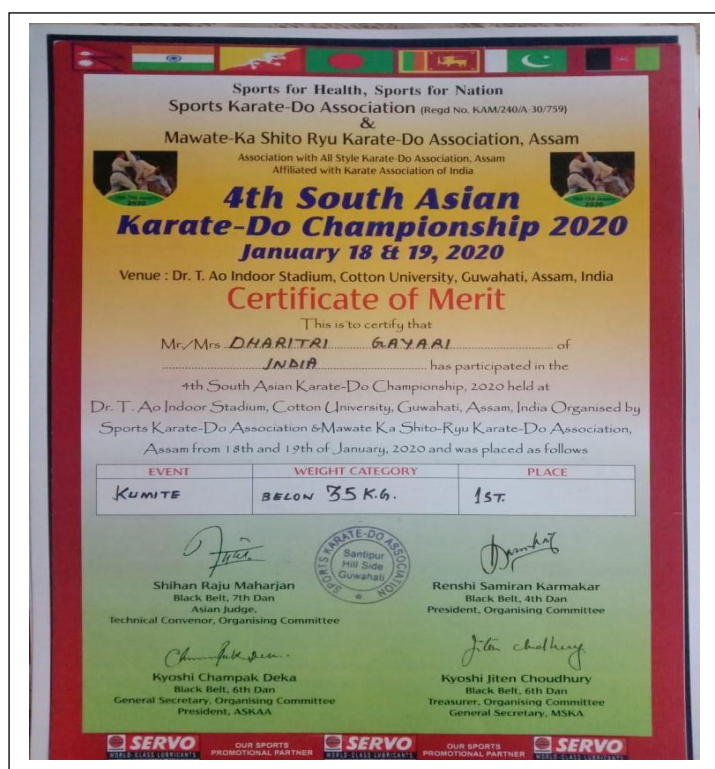 Sports for Health, Sports for Nation
Sports Karate-Do Association (Regd No. KAM/240/A-30/759)
&
Mawate-Ka Shito Ryu Karate-Do Association, Assam
Association with All Style Karate-Do Association, Assam
Affiliated with Karate Association of India
4th South Asian
Karate-Do Championship 2020
January 18 & 19, 2020
Venue : Dr. T. Ao Indoor Stadium, Cotton University, Guwahati, Assam, India
Certificate of Merit
This is to certify that
Mr./Mrs DHARITRI GAYARI of
INDIA has participated in the
4th South Asian Karate-Do Championship, 2020 held at
Dr. T. Ao Indoor Stadium, Cotton University, Guwahati, Assam, India Organised by
Sports Karate-Do Association &Mawate Ka Shito-Ryu Karate-Do Association,
Assam from 18th and 19th of January, 2020 and was placed as follows
EVENT WEIGHT CATEGORY PLACE
KUMITE BELOW 35 K.G. 1ST.
SPORTS KARATE-DO ASSOCIATION
Santipur
Hill Side
Guwahati
Shihan Raju Maharjan
Black Belt, 7th Dan
Asian Judge,
Technical Convenor, Organising Committee
Renshi Samiran Karmakar
Black Belt, 4th Dan
President, Organising Committee
Jiten Choudhury
Kyoshi Champak Deka
Black Belt, 6th Dan
General Secretary, Organising Committee
President, ASKAA
Kyoshi Jiten Choudhury
Black Belt, 6th Dan
Treasurer, Organising Committee
General Secretary, MSKA
SERVO OUR SPORTS SERVO OUR SPORTS SERVO
WORLD-CLASS LUBRICANTS PROMOTIONAL PARTNER WORLD-CLASS LUBRICANTS PROMOTIONAL PARTNER WORLD-CLASS LUBRICANTS